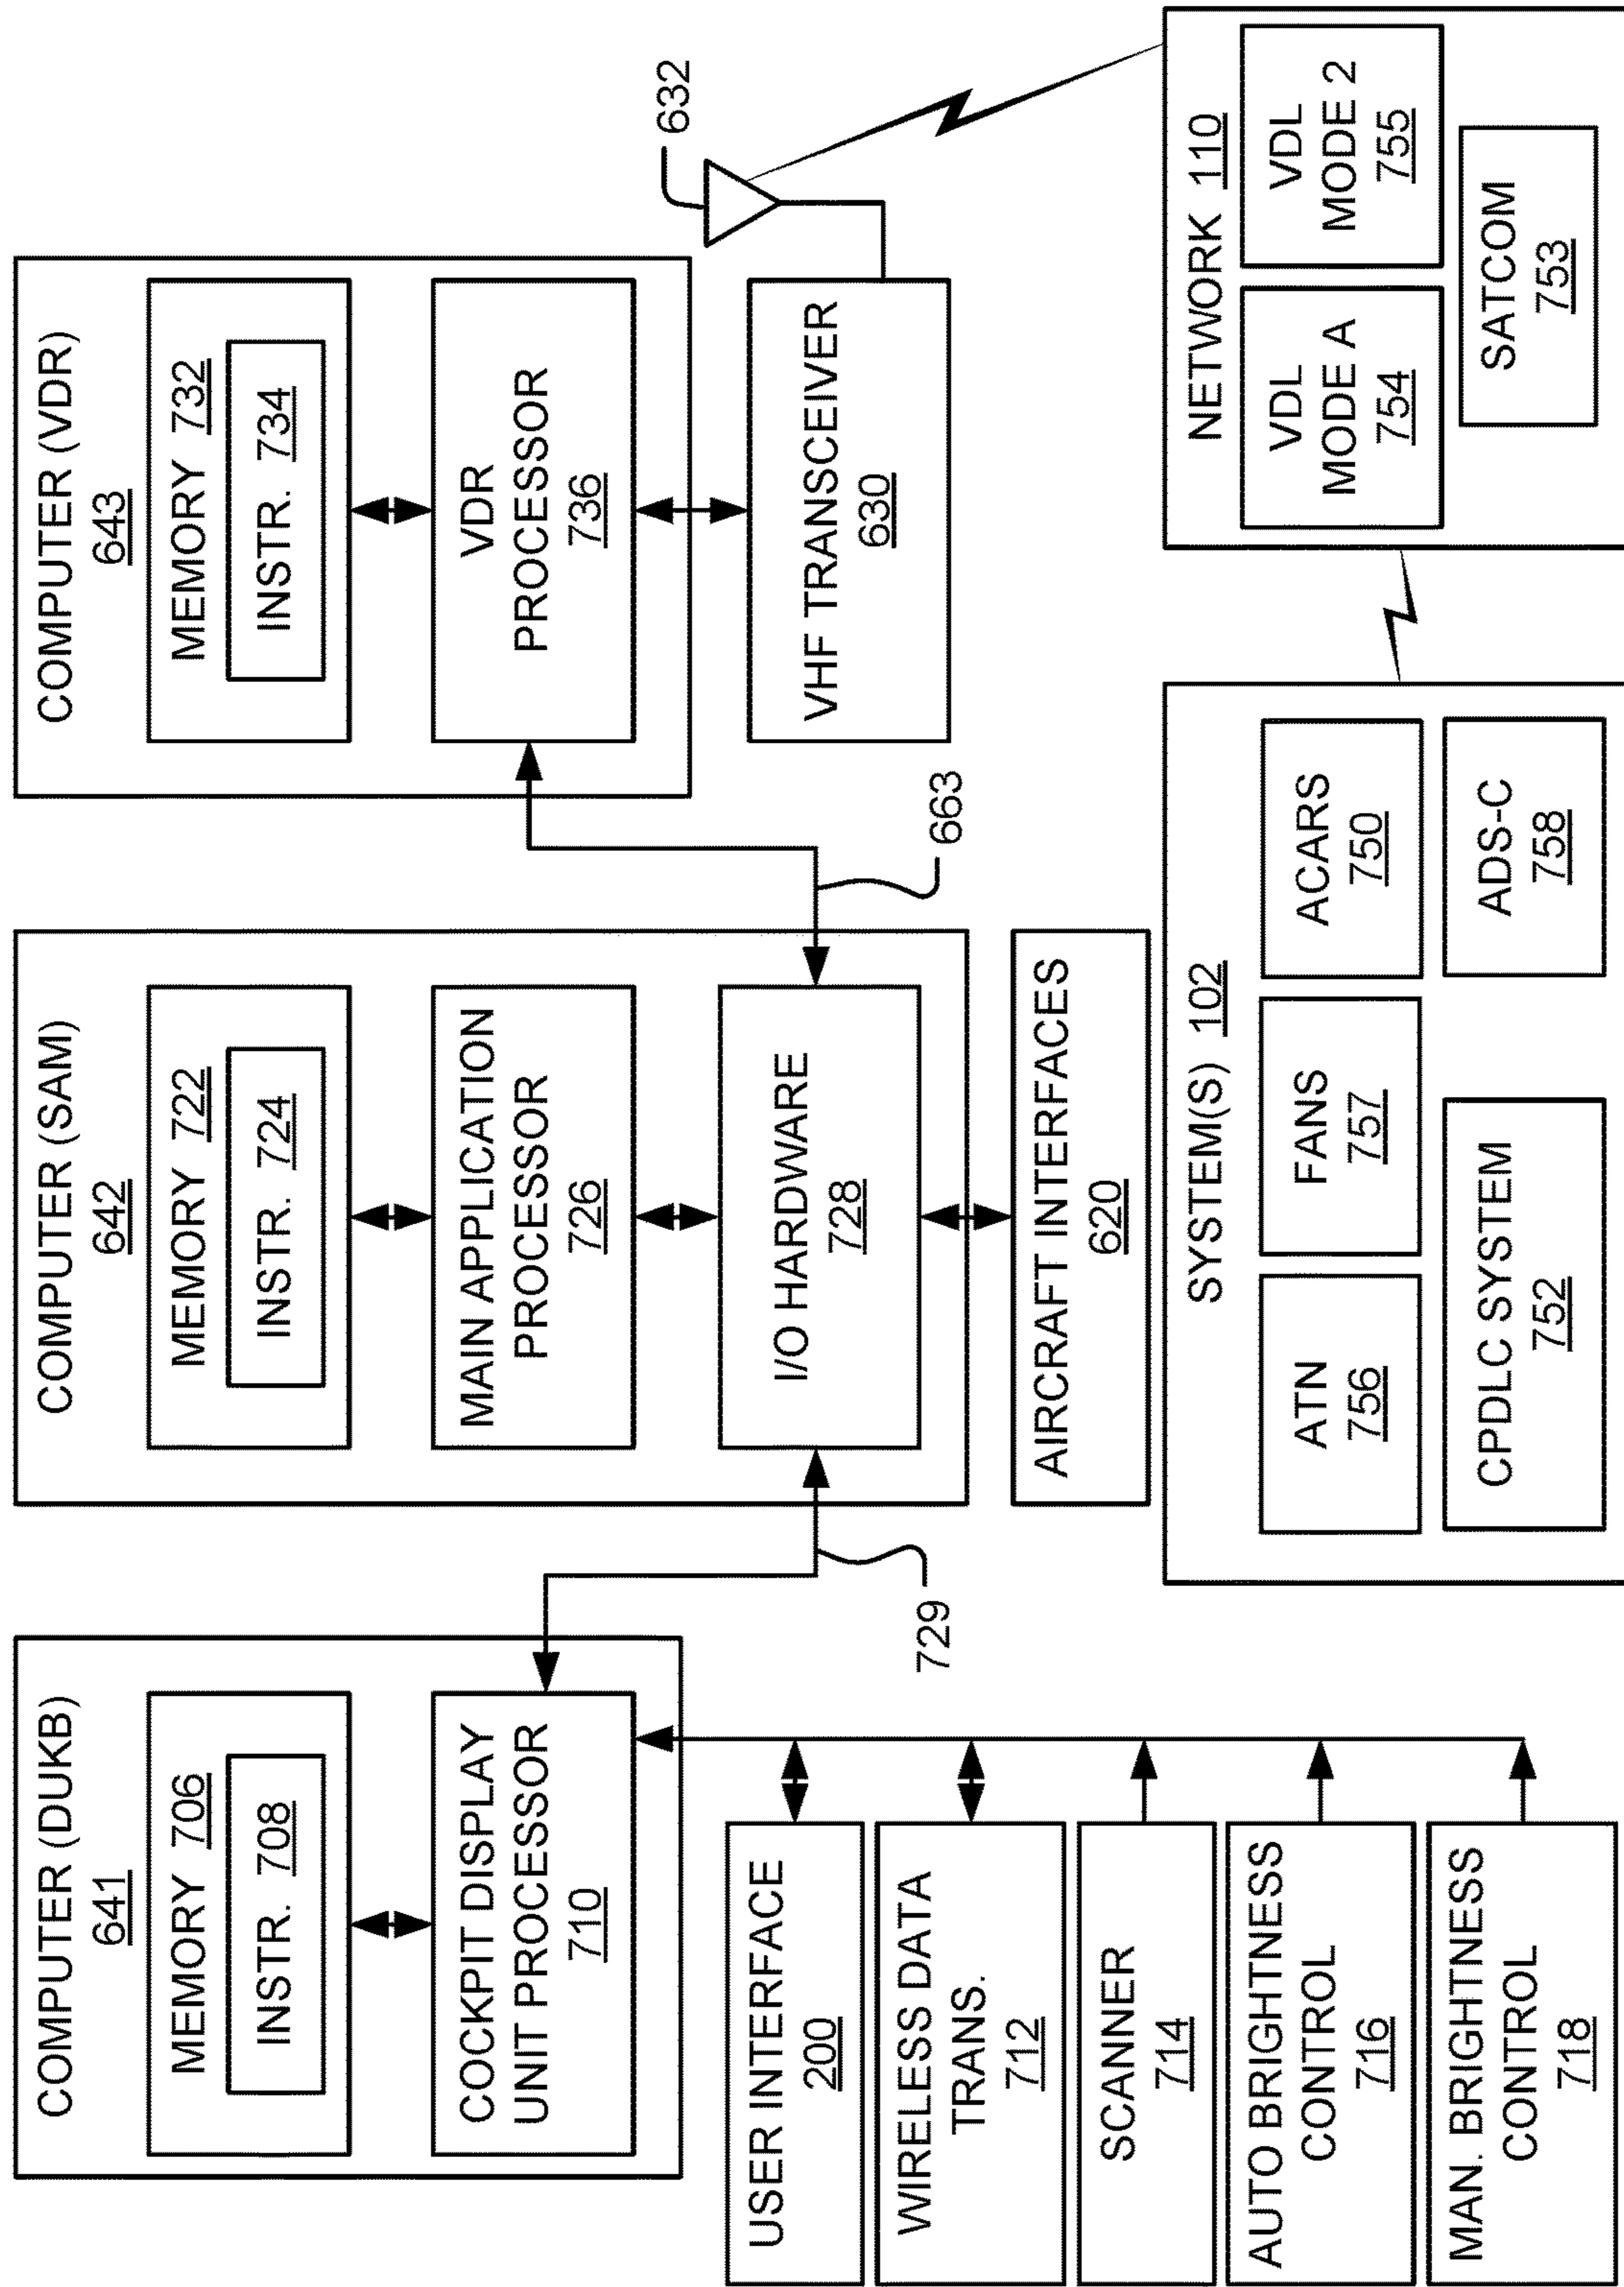 COMPUTER (DUKB)
641
MEMORY 706
INSTR. 708
COCKPIT DISPLAY
UNIT PROCESSOR
710
USER INTERFACE
200
WIRELESS DATA
TRANS.
712
SCANNER
714
AUTO BRIGHTNESS
CONTROL
716
MAN. BRIGHTNESS
CONTROL
718
729
COMPUTER (SAM)
642
MEMORY 722
INSTR. 724
MAIN APPLICATION
PROCESSOR
726
I/O HARDWARE
728
AIRCRAFT INTERFACES
620
663
COMPUTER (VDR)
643
MEMORY 732
INSTR. 734
VDR
PROCESSOR
736
VHF TRANSCEIVER
630
632
SYSTEM(S) 102
ATN
756
FANS
757
ACARS
750
CPDLC SYSTEM
752
ADS-C
758
NETWORK 110
VDL
MODE A
754
VDL
MODE 2
755
SATCOM
753